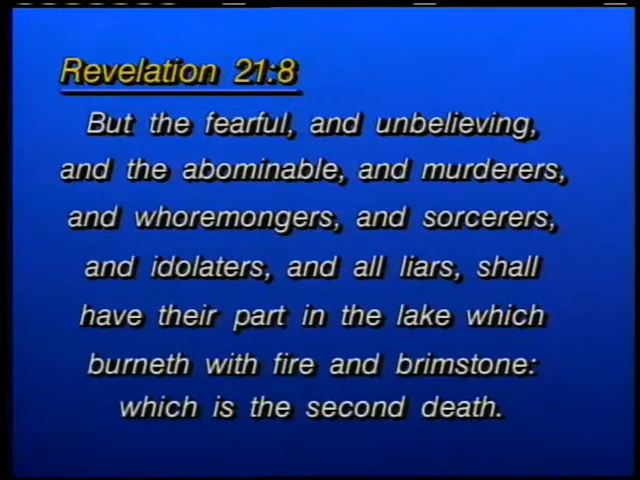 Revelation 21:8
But the fearful, and unbelieving,
and the abominable, and murderers,
and whoremongers, and sorcerers,
and idolaters, and all liars, shall
have their part in the lake which
burneth with fire and brimstone:
which is the second death.